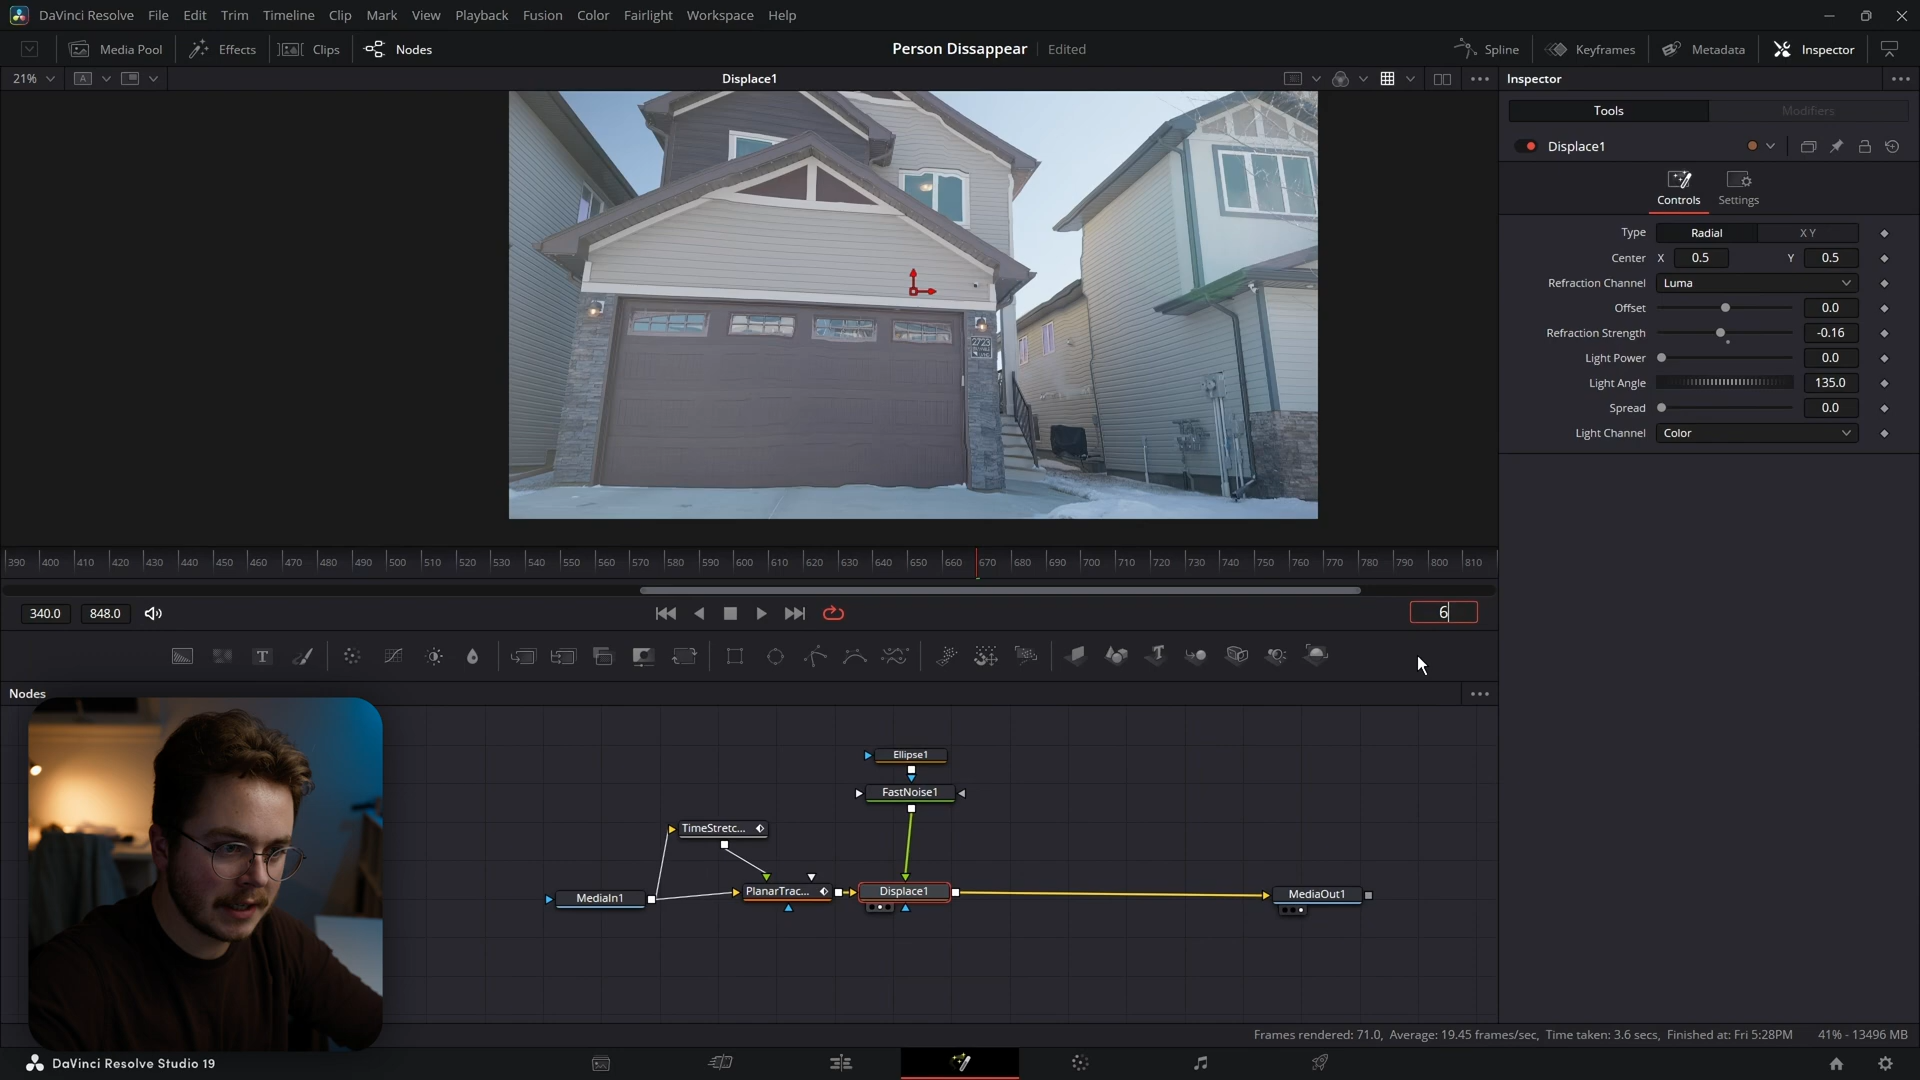 DaVinci Resolve File Edit Trim Timeline Clip Mark View Playback Fusion Color Fairlight Workspace Help
Media Pool Effects Clips Nodes Person Dissappear Edited Spline Keyframes Metadata Inspector
21% A Displace1 Inspector
Tools Modifiers
Displace1
Controls Settings
Type Radial X Y
Center X 0.5 Y 0.5
Refraction Channel Luma
Offset 0.0
Refraction Strength -0.16
Light Power 0.0
Light Angle 135.0
Spread 0.0
Light Channel Color
2723
390 400 410 420 430 440 450 460 470 480 490 500 510 520 530 540 550 560 570 580 590 600 610 620 630 640 650 660 670 680 690 700 710 720 730 740 750 760 770 780 790 800 810
340.0 848.0 6
T T
Nodes
Ellipse1
FastNoise1
TimeStretc...
MediaIn1 PlanarTrac... Displace1 MediaOut1
Frames rendered: 71.0, Average: 19.45 frames/sec, Time taken: 3.6 secs, Finished at: Fri 5:28PM 41% - 13496 MB
DaVinci Resolve Studio 19